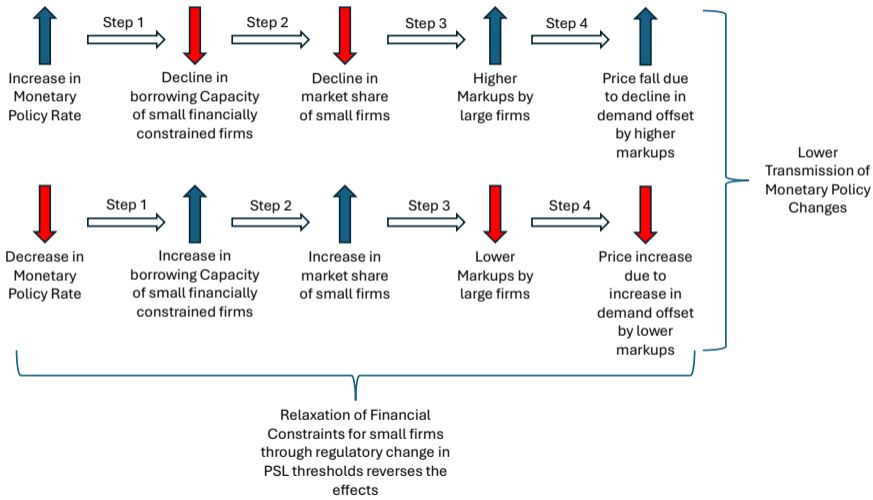 Step 1
Step 2
Step 3
Step 4
Increase in
Monetary
Policy Rate
Decline in
borrowing Capacity
of small financially
constrained firms
Decline in
market share
of small firms
Higher
Markups by
large firms
Price fall due
to decline in
demand offset
by higher
markups
Lower
Transmission of
Monetary Policy
Changes
Step 1
Step 2
Step 3
Step 4
Decrease in
Monetary
Policy Rate
Increase in
borrowing Capacity
of small financially
constrained firms
Increase in
market share
of small firms
Lower
Markups by
large firms
Price increase
due to
increase in
demand offset
by lower
markups
Relaxation of Financial
Constraints for small firms
through regulatory change in
PSL thresholds reverses the
effects